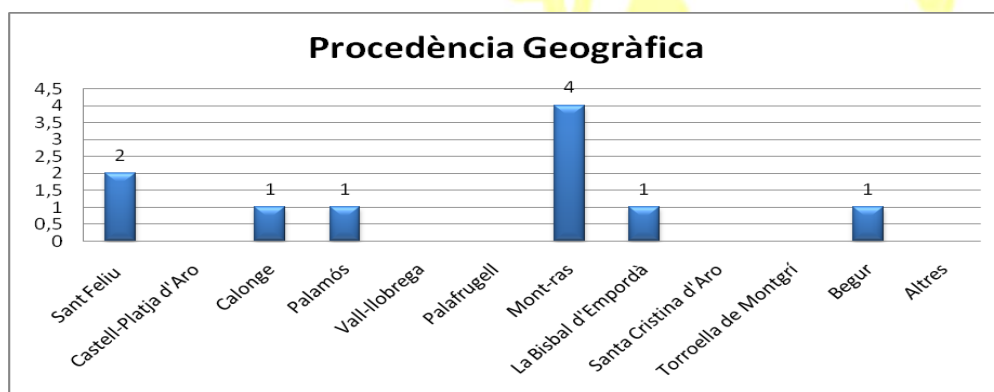 Procedència Geogràfica
4,5
4
3,5
3
2,5
2
1,5
1
0,5
0
2
1
1
4
1
1
Sant Feliu
Castell-Platja d'Aro
Calonge
Palamós
Vall-llobrega
Palafrugell
Mont-ras
La Bisbal d'Empordà
Santa Cristina d'Aro
Torroella de Montgrí
Begur
Altres